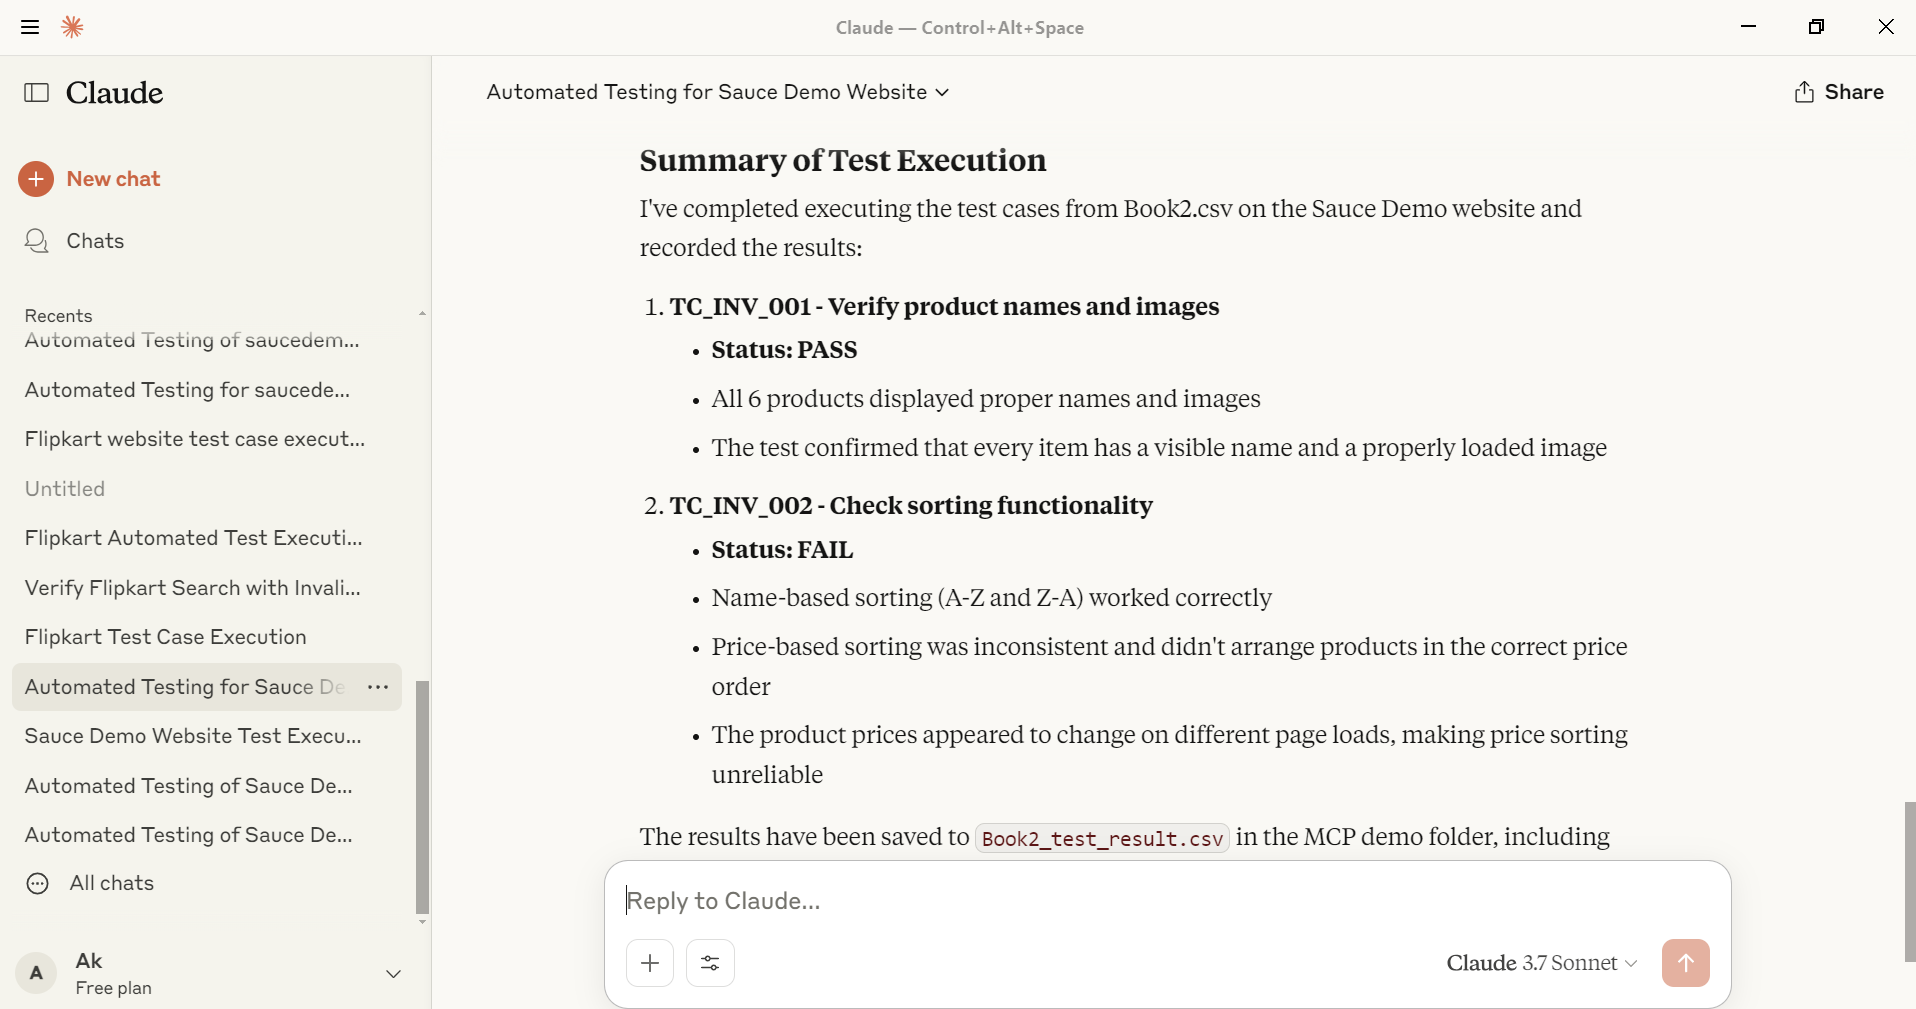 Claude — Control+Alt+Space
Claude
New chat
Chats
Recents
Automated Testing of saucedem...
Automated Testing for saucede...
Flipkart website test case execut...
Untitled
Flipkart Automated Test Executi...
Verify Flipkart Search with Invali...
Flipkart Test Case Execution
Automated Testing for Sauce De
Sauce Demo Website Test Execu...
Automated Testing of Sauce De...
Automated Testing of Sauce De...
All chats
A
Ak
Free plan
Automated Testing for Sauce Demo Website
Share
Summary of Test Execution
I've completed executing the test cases from Book2.csv on the Sauce Demo website and
recorded the results:
1. TC_INV_001 - Verify product names and images
• Status: PASS
• All 6 products displayed proper names and images
• The test confirmed that every item has a visible name and a properly loaded image
2. TC_INV_002 - Check sorting functionality
• Status: FAIL
• Name-based sorting (A-Z and Z-A) worked correctly
• Price-based sorting was inconsistent and didn't arrange products in the correct price
order
• The product prices appeared to change on different page loads, making price sorting
unreliable
The results have been saved to Book2_test_result.csv in the MCP demo folder, including
Reply to Claude...
Claude 3.7 Sonnet